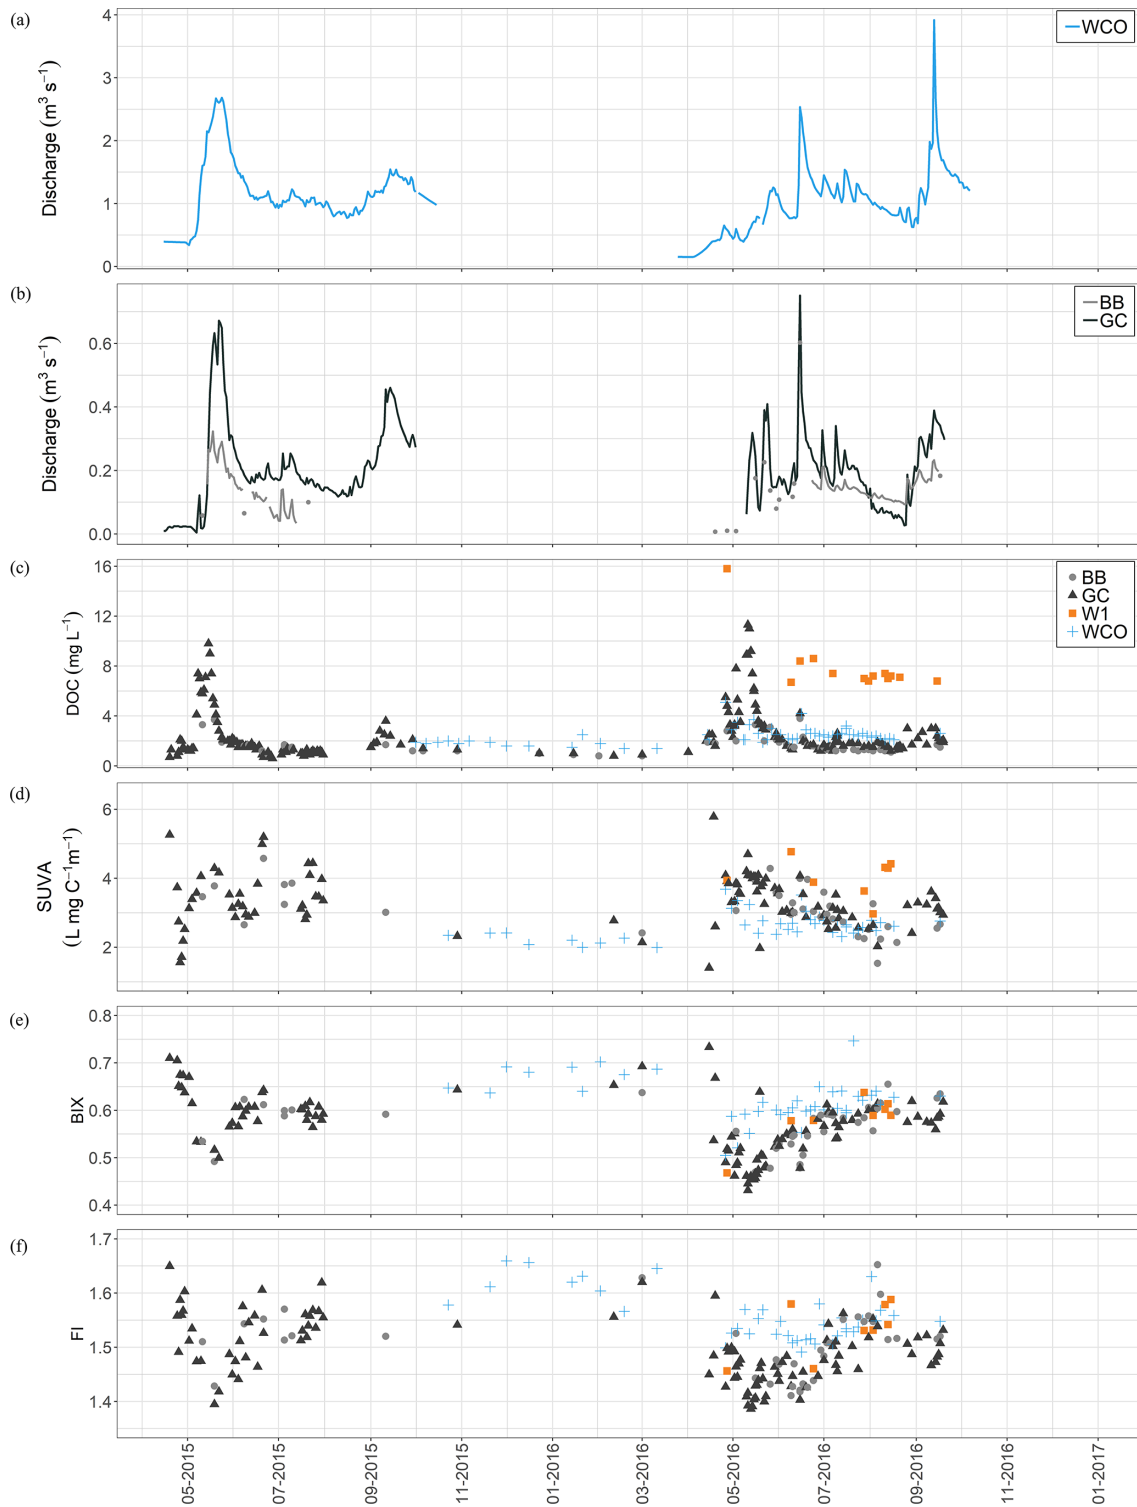 (a)
WCO
Discharge (m³ s⁻¹)
4
3
2
1
0
(b)
BB
GC
Discharge (m³ s⁻¹)
0.6
0.4
0.2
0.0
(c)
BB
GC
W1
WCO
DOC (mg L⁻¹)
16
12
8
4
0
(d)
SUVA
(L mg C⁻¹m⁻¹)
6
4
2
(e)
BIX
0.8
0.7
0.6
0.5
0.4
(f)
FI
1.7
1.6
1.5
1.4
05-2015
07-2015
09-2015
11-2015
01-2016
03-2016
05-2016
07-2016
09-2016
11-2016
01-2017